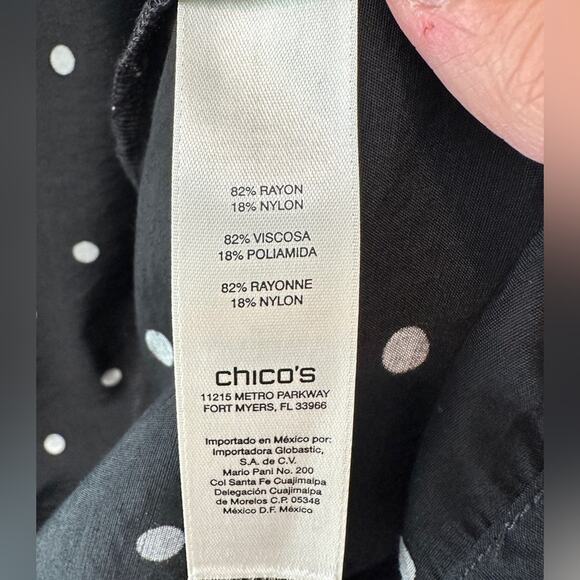 82% RAYON
18% NYLON
82% VISCOSA
18% POLIAMIDA
82% RAYONNE
18% NYLON
chico's
11215 METRO PARKWAY
FORT MYERS, FL 33966
Importado en México por:
Importadora Globastic,
S.A. de C.V.
Mario Pani No. 200
Col Santa Fe Cuajimalpa
Delegación Cuajimalpa
de Morelos C.P. 05348
México D.F. México